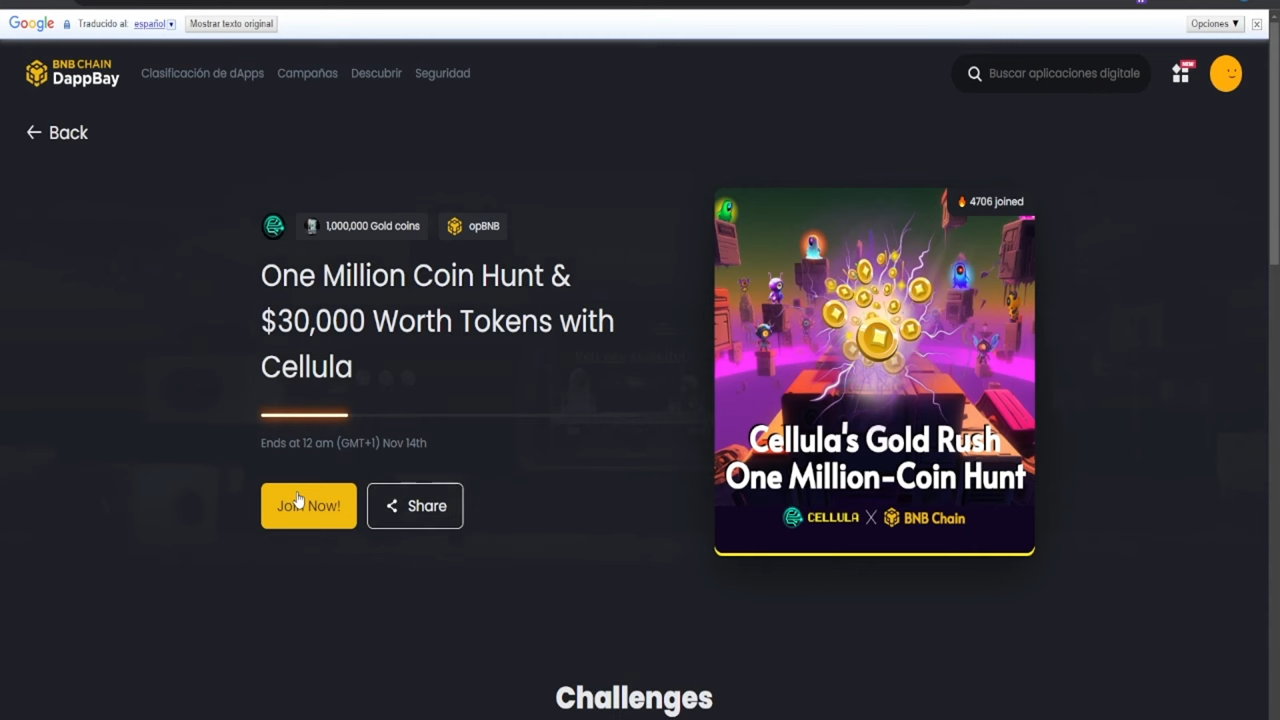 Google Traducido al: español Mostrar texto original Opciones ▼
BNB CHAIN
DappBay
Clasificación de dApps Campañas Descubrir Seguridad
Buscar aplicaciones digitale
NEW
← Back
1,000,000 Gold coins opBNB
One Million Coin Hunt &
$30,000 Worth Tokens with
Cellula
Ends at 12 am (GMT+1) Nov 14th
Join Now! Share
4706 joined
Cellula's Gold Rush
One Million-Coin Hunt
CELLULA X BNB Chain
Challenges